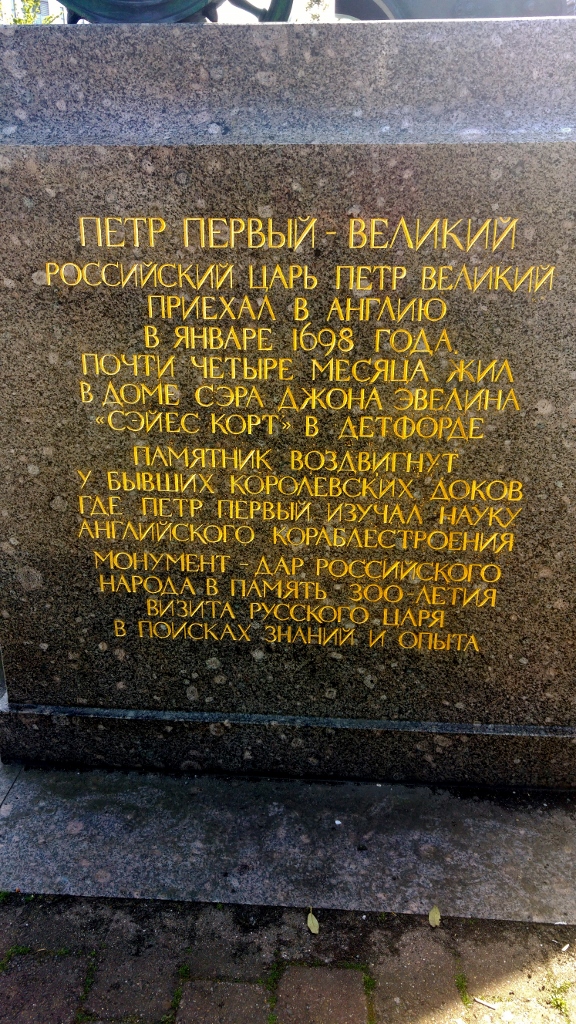 ПЕТР ПЕРВЫЙ - ВЕЛИКИЙ
РОССИЙСКИЙ ЦАРЬ ПЕТР ВЕЛИКИЙ
ПРИЕХАЛ В АНГЛИЮ
В ЯНВАРЕ 1698 ГОДА.
ПОЧТИ ЧЕТЫРЕ МЕСЯЦА ЖИЛ
В ДОМЕ СЭРА ДЖОНА ЭВЕЛИНА
«СЭЙЕС КОРТ» В ДЕТФОРДЕ
ПАМЯТНИК ВОЗДВИГНУТ
У БЫВШИХ КОРОЛЕВСКИХ ДОКОВ
ГДЕ ПЕТР ПЕРВЫЙ ИЗУЧАЛ НАУКУ
АНГЛИЙСКОГО КОРАБЛЕСТРОЕНИЯ
МОНУМЕНТ - ДАР РОССИЙСКОГО
НАРОДА В ПАМЯТЬ 300-ЛЕТИЯ
ВИЗИТА РУССКОГО ЦАРЯ
В ПОИСКАХ ЗНАНИЙ И ОПЫТА